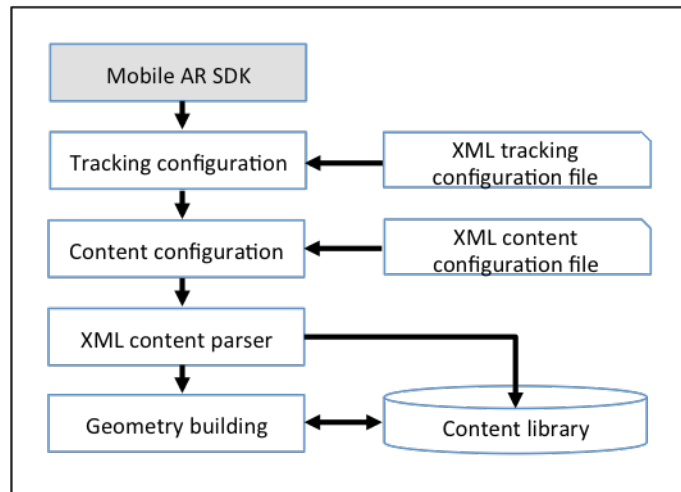 Mobile AR SDK
Tracking configuration
XML tracking
configuration file
Content configuration
XML content
configuration file
XML content parser
Geometry building
Content library